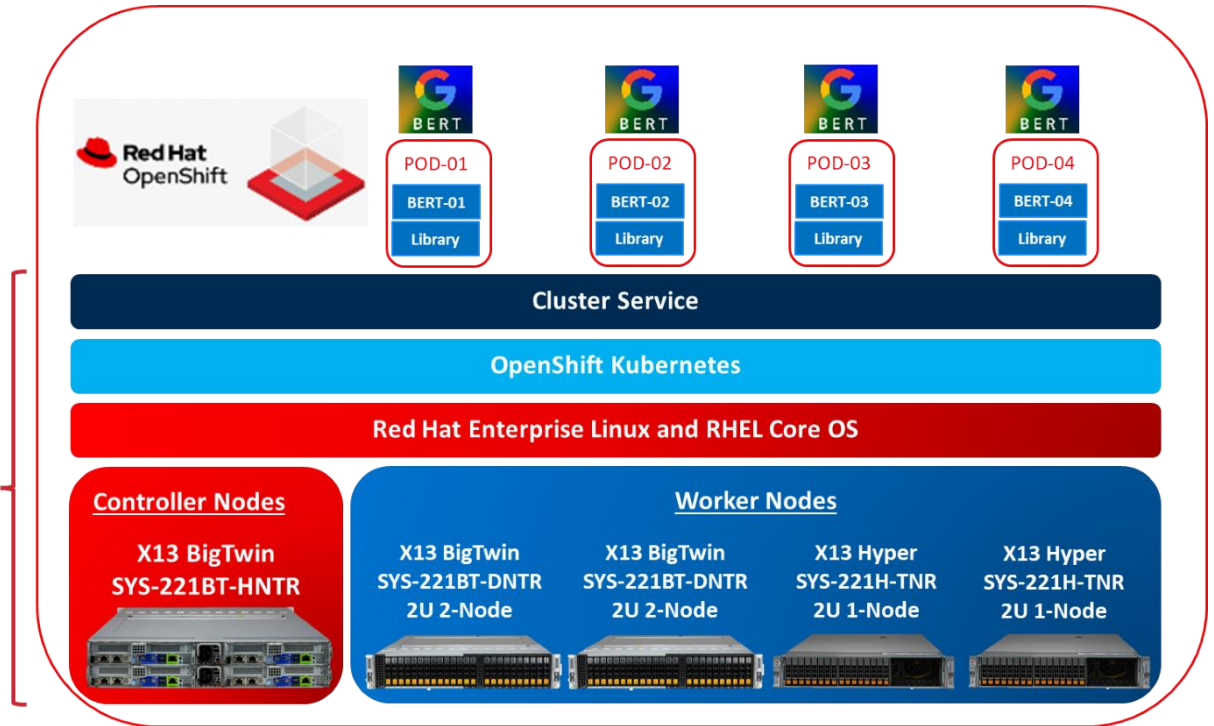 G
BERT
G
BERT
G
BERT
G
BERT
Red Hat
OpenShift
POD-01
BERT-01
Library
POD-02
BERT-02
Library
POD-03
BERT-03
Library
POD-04
BERT-04
Library
Cluster Service
OpenShift Kubernetes
Red Hat Enterprise Linux and RHEL Core OS
Controller Nodes
X13 BigTwin
SYS-221BT-HNTR
Worker Nodes
X13 BigTwin
SYS-221BT-DNTR
2U 2-Node
X13 BigTwin
SYS-221BT-DNTR
2U 2-Node
X13 Hyper
SYS-221H-TNR
2U 1-Node
X13 Hyper
SYS-221H-TNR
2U 1-Node